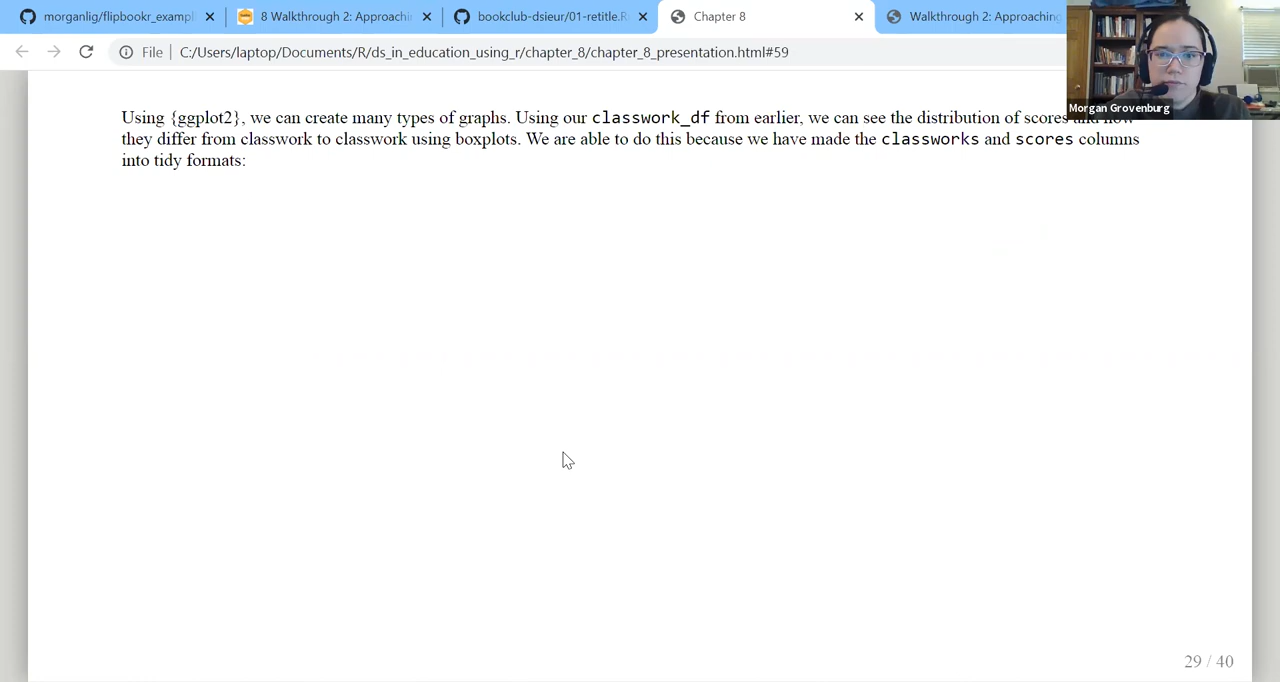 morganlig/flipbookr_exampl
8 Walkthrough 2: approachi
bookclub-dsieur/01-retitle.R
Chapter 8
Walkthrough 2: Approaching
File
C:/Users/laptop/Documents/lvls_in_education_using_r/chapter_8/chapter_8_presentation.html#59
Morgan Grovenburg
Using {ggplot2}, we can create many types of graphs. Using our classwork_df from earlier, we can see the distribution of scores and how
they differ from classwork to classwork using boxplots. We are able to do this because we have made the classworks and scores columns
into tidy formats:
29 / 40